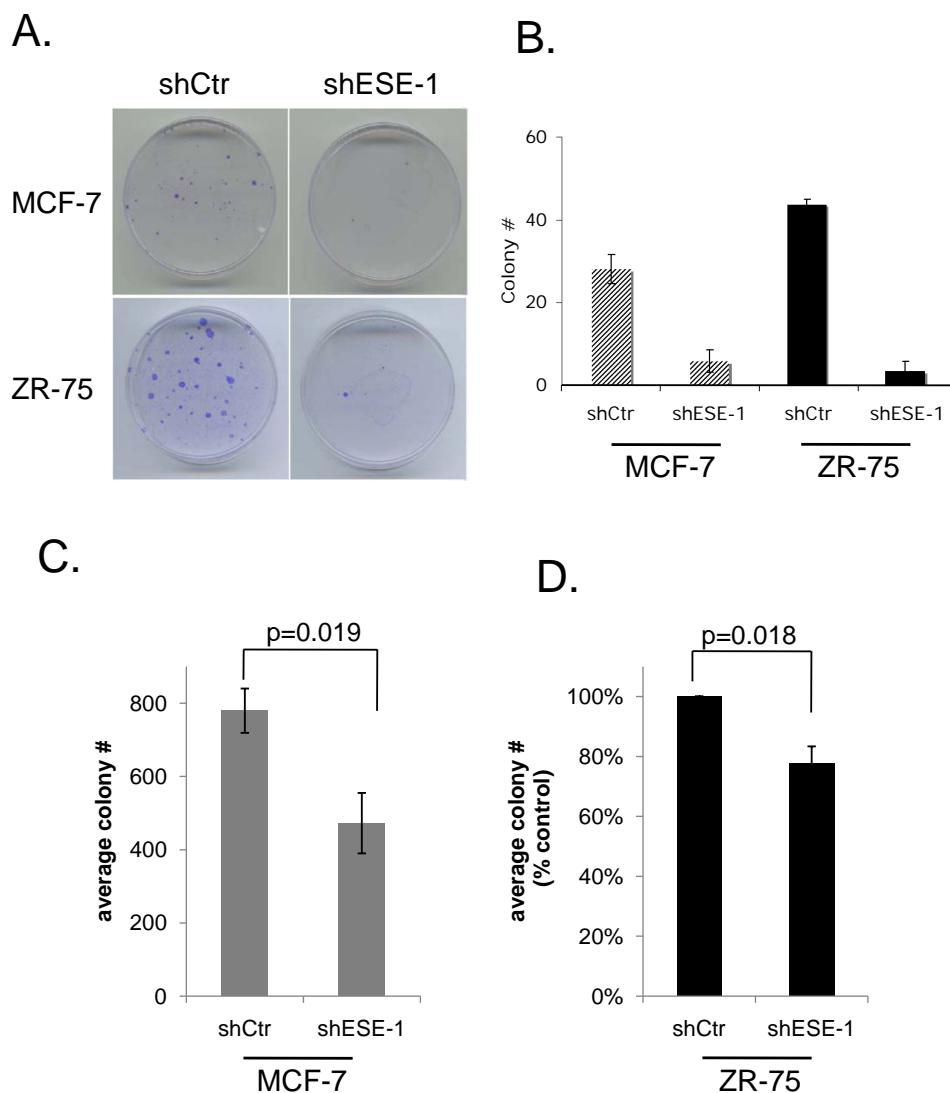 A.
shCtr shESE-1
MCF-7
ZR-75
B.
60
40
20
0
Colony #
shCtr shESE-1 shCtr shESE-1
MCF-7 ZR-75
C.
p=0.019
800
600
400
200
0
average colony #
shCtr shESE-1
MCF-7
D.
p=0.018
100%
80%
60%
40%
20%
0%
average colony #
(% control)
shCtr shESE-1
ZR-75